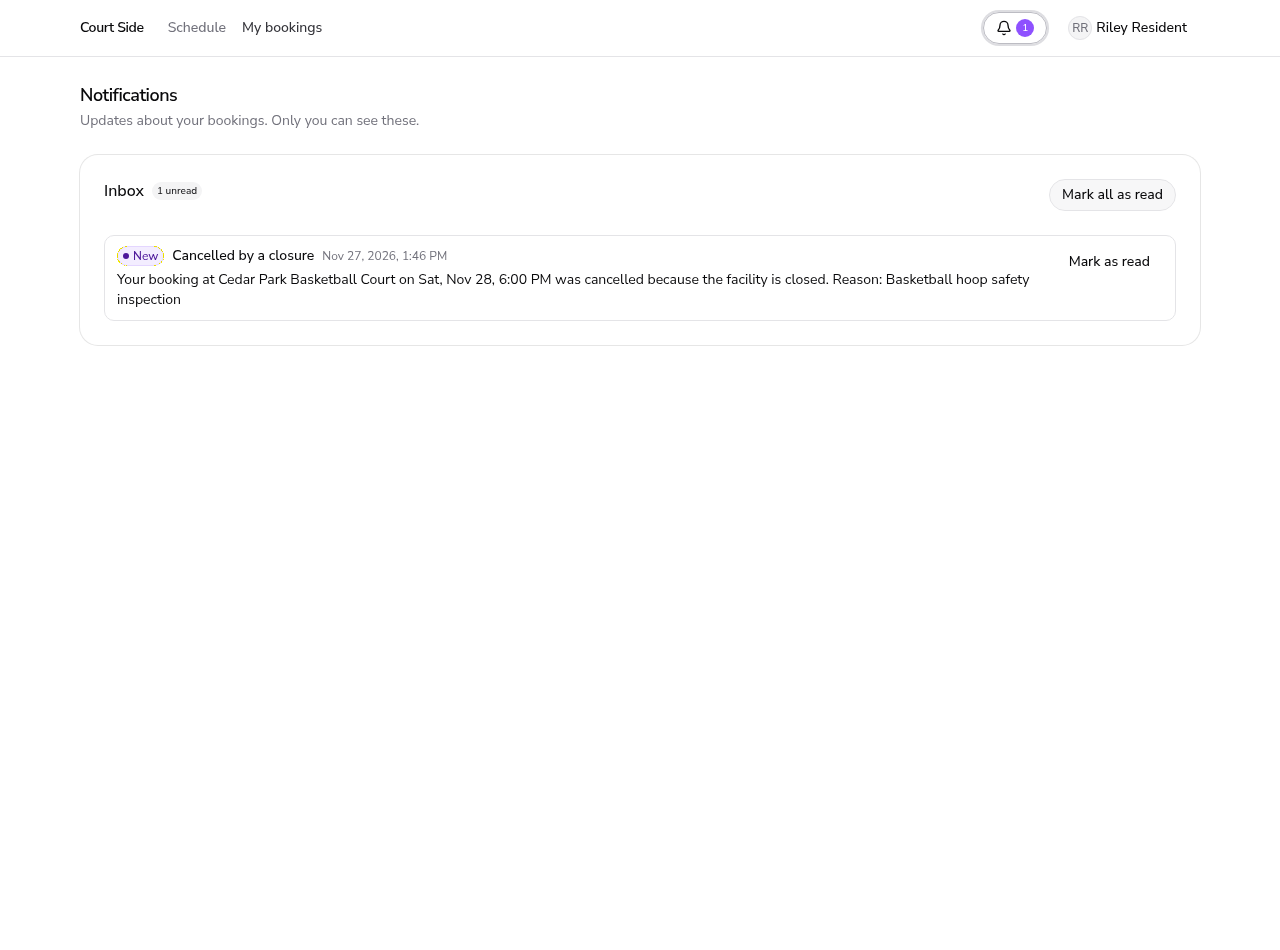 Court Side Schedule My bookings 1 RR Riley Resident
Notifications
Updates about your bookings. Only you can see these.
Inbox 1 unread Mark all as read
New Cancelled by a closure Nov 27, 2026, 1:46 PM Mark as read
Your booking at Cedar Park Basketball Court on Sat, Nov 28, 6:00 PM was cancelled because the facility is closed. Reason: Basketball hoop safety
inspection